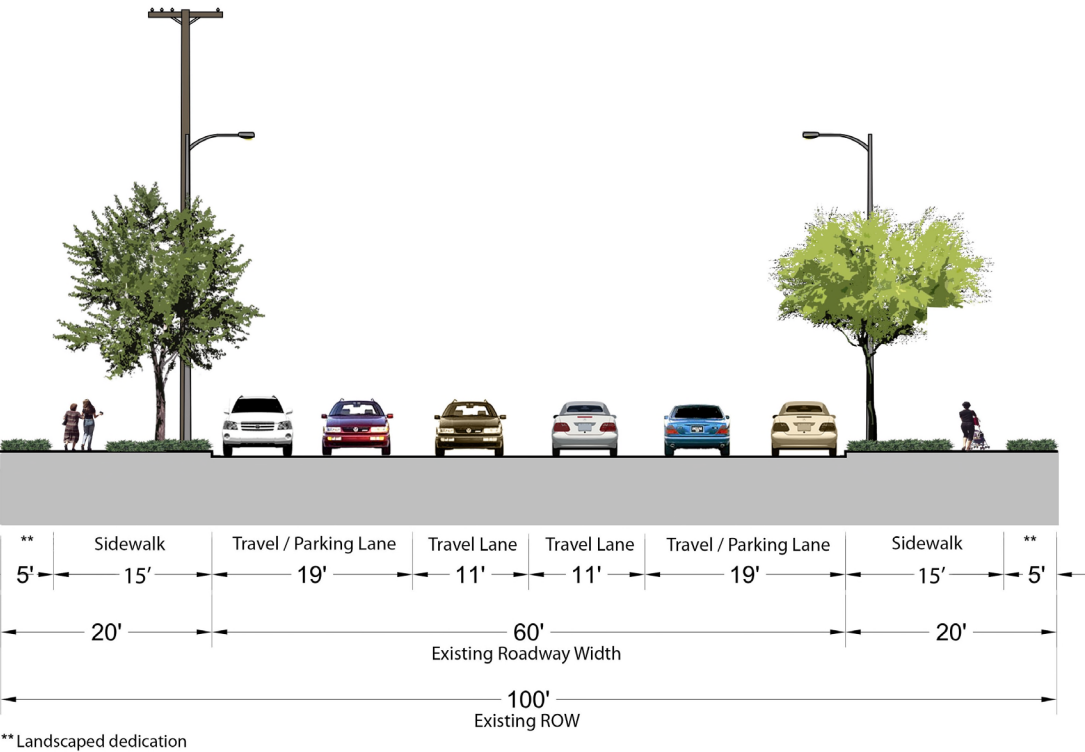 ** Sidewalk Travel / Parking Lane Travel Lane Travel Lane Travel / Parking Lane Sidewalk **
5' 15’ 19' 11' 11' 19' 15’ 5'
20' 60' 20'
Existing Roadway Width
100'
Existing ROW
** Landscaped dedication